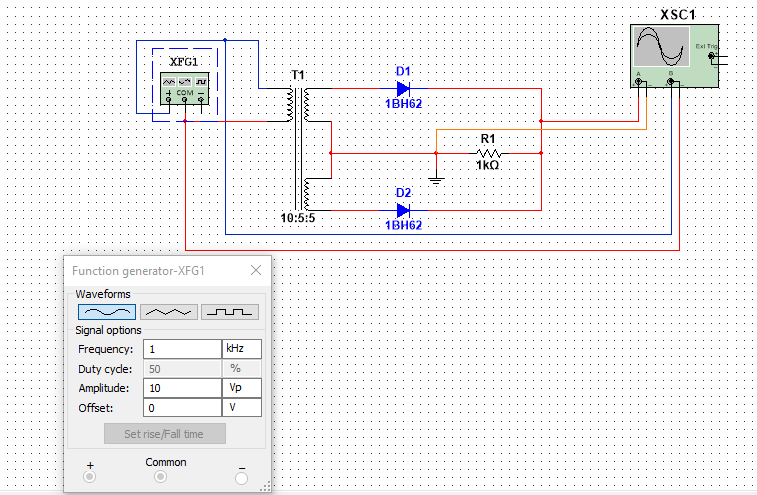 XSC1
Ext Trig
+
-
A
B
+ - + -
XFG1
+ COM -
T1
10:5:5
D1
1BH62
R1
1kΩ
D2
1BH62
Function generator-XFG1
Waveforms
Signal options
Frequency: 1 kHz
Duty cycle: 50 %
Amplitude: 10 Vp
Offset: 0 V
Set rise/Fall time
+ Common -